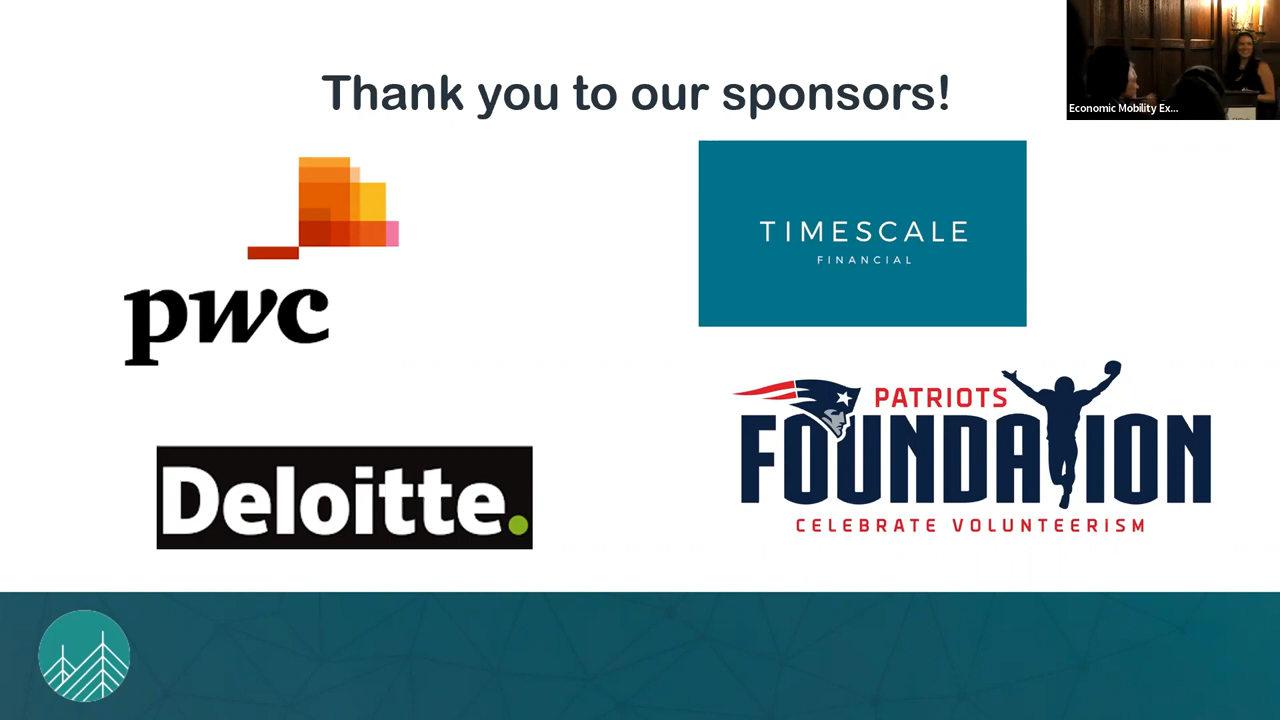 Thank you to our sponsors!
Economic Mobility Ex...
pwc
TIMESCALE
FINANCIAL
PATRIOTS
FOUNDATION
CELEBRATE VOLUNTEERISM
Deloitte.